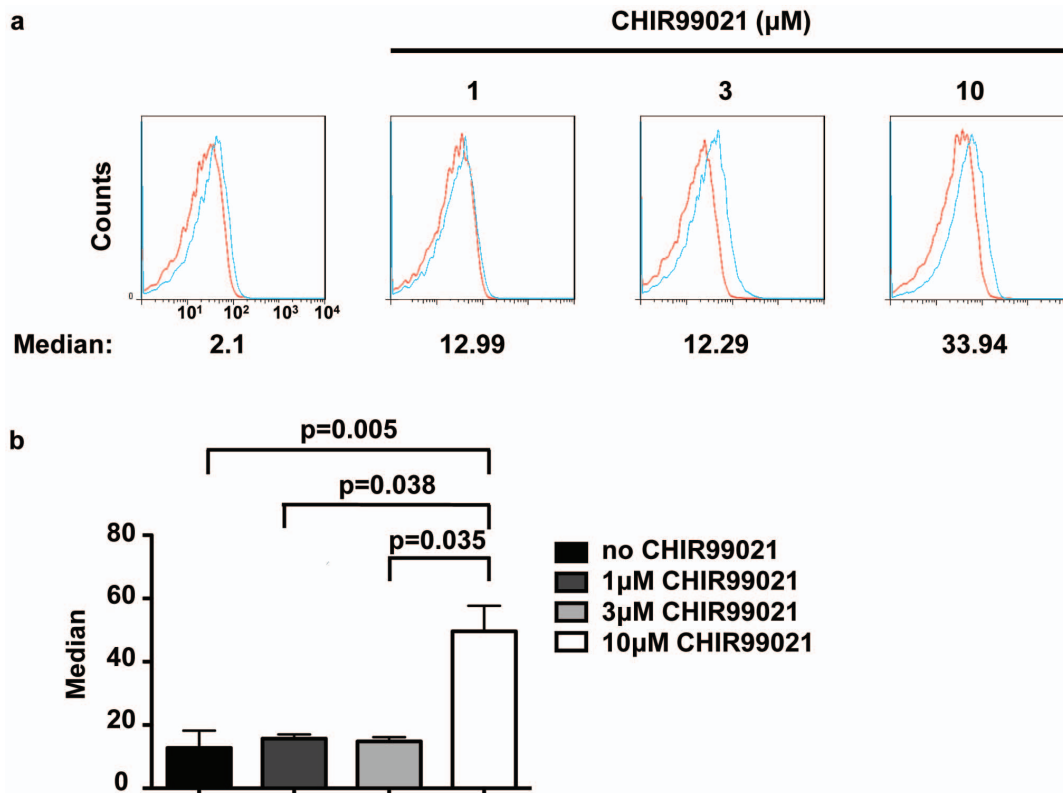 a
CHIR99021 (µM)
1 3 10
Counts
0
10¹ 10² 10³ 10⁴
Median: 2.1 12.99 12.29 33.94
b
p=0.005
p=0.038
p=0.035
80
60
40
20
0
Median
no CHIR99021
1µM CHIR99021
3µM CHIR99021
10µM CHIR99021